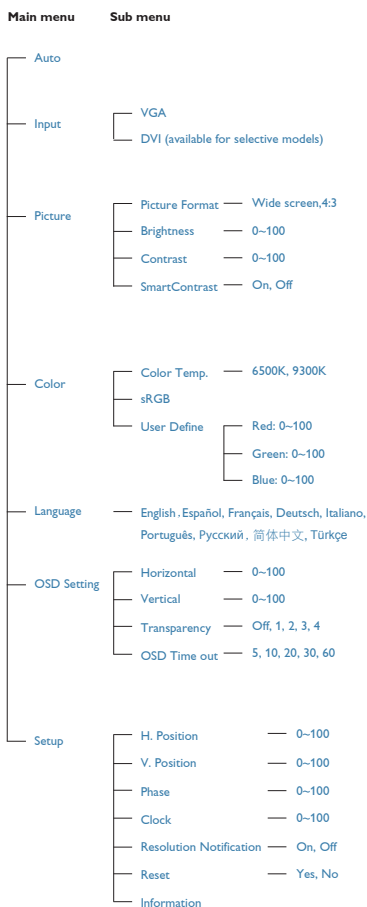 Main menu Sub menu
Auto
Input
VGA
DVI (available for selective models)
Picture
Picture Format Wide screen,4:3
Brightness 0~100
Contrast 0~100
SmartContrast On, Off
Color
Color Temp. 6500K, 9300K
sRGB
User Define Red: 0~100
Green: 0~100
Blue: 0~100
Language English , Español, Français, Deutsch, Italiano,
Português, Русский , 简体中文, Türkçe
OSD Setting
Horizontal 0~100
Vertical 0~100
Transparency Off, 1, 2, 3, 4
OSD Time out 5, 10, 20, 30, 60
Setup
H. Position 0~100
V. Position 0~100
Phase 0~100
Clock 0~100
Resolution Notification On, Off
Reset Yes, No
Information